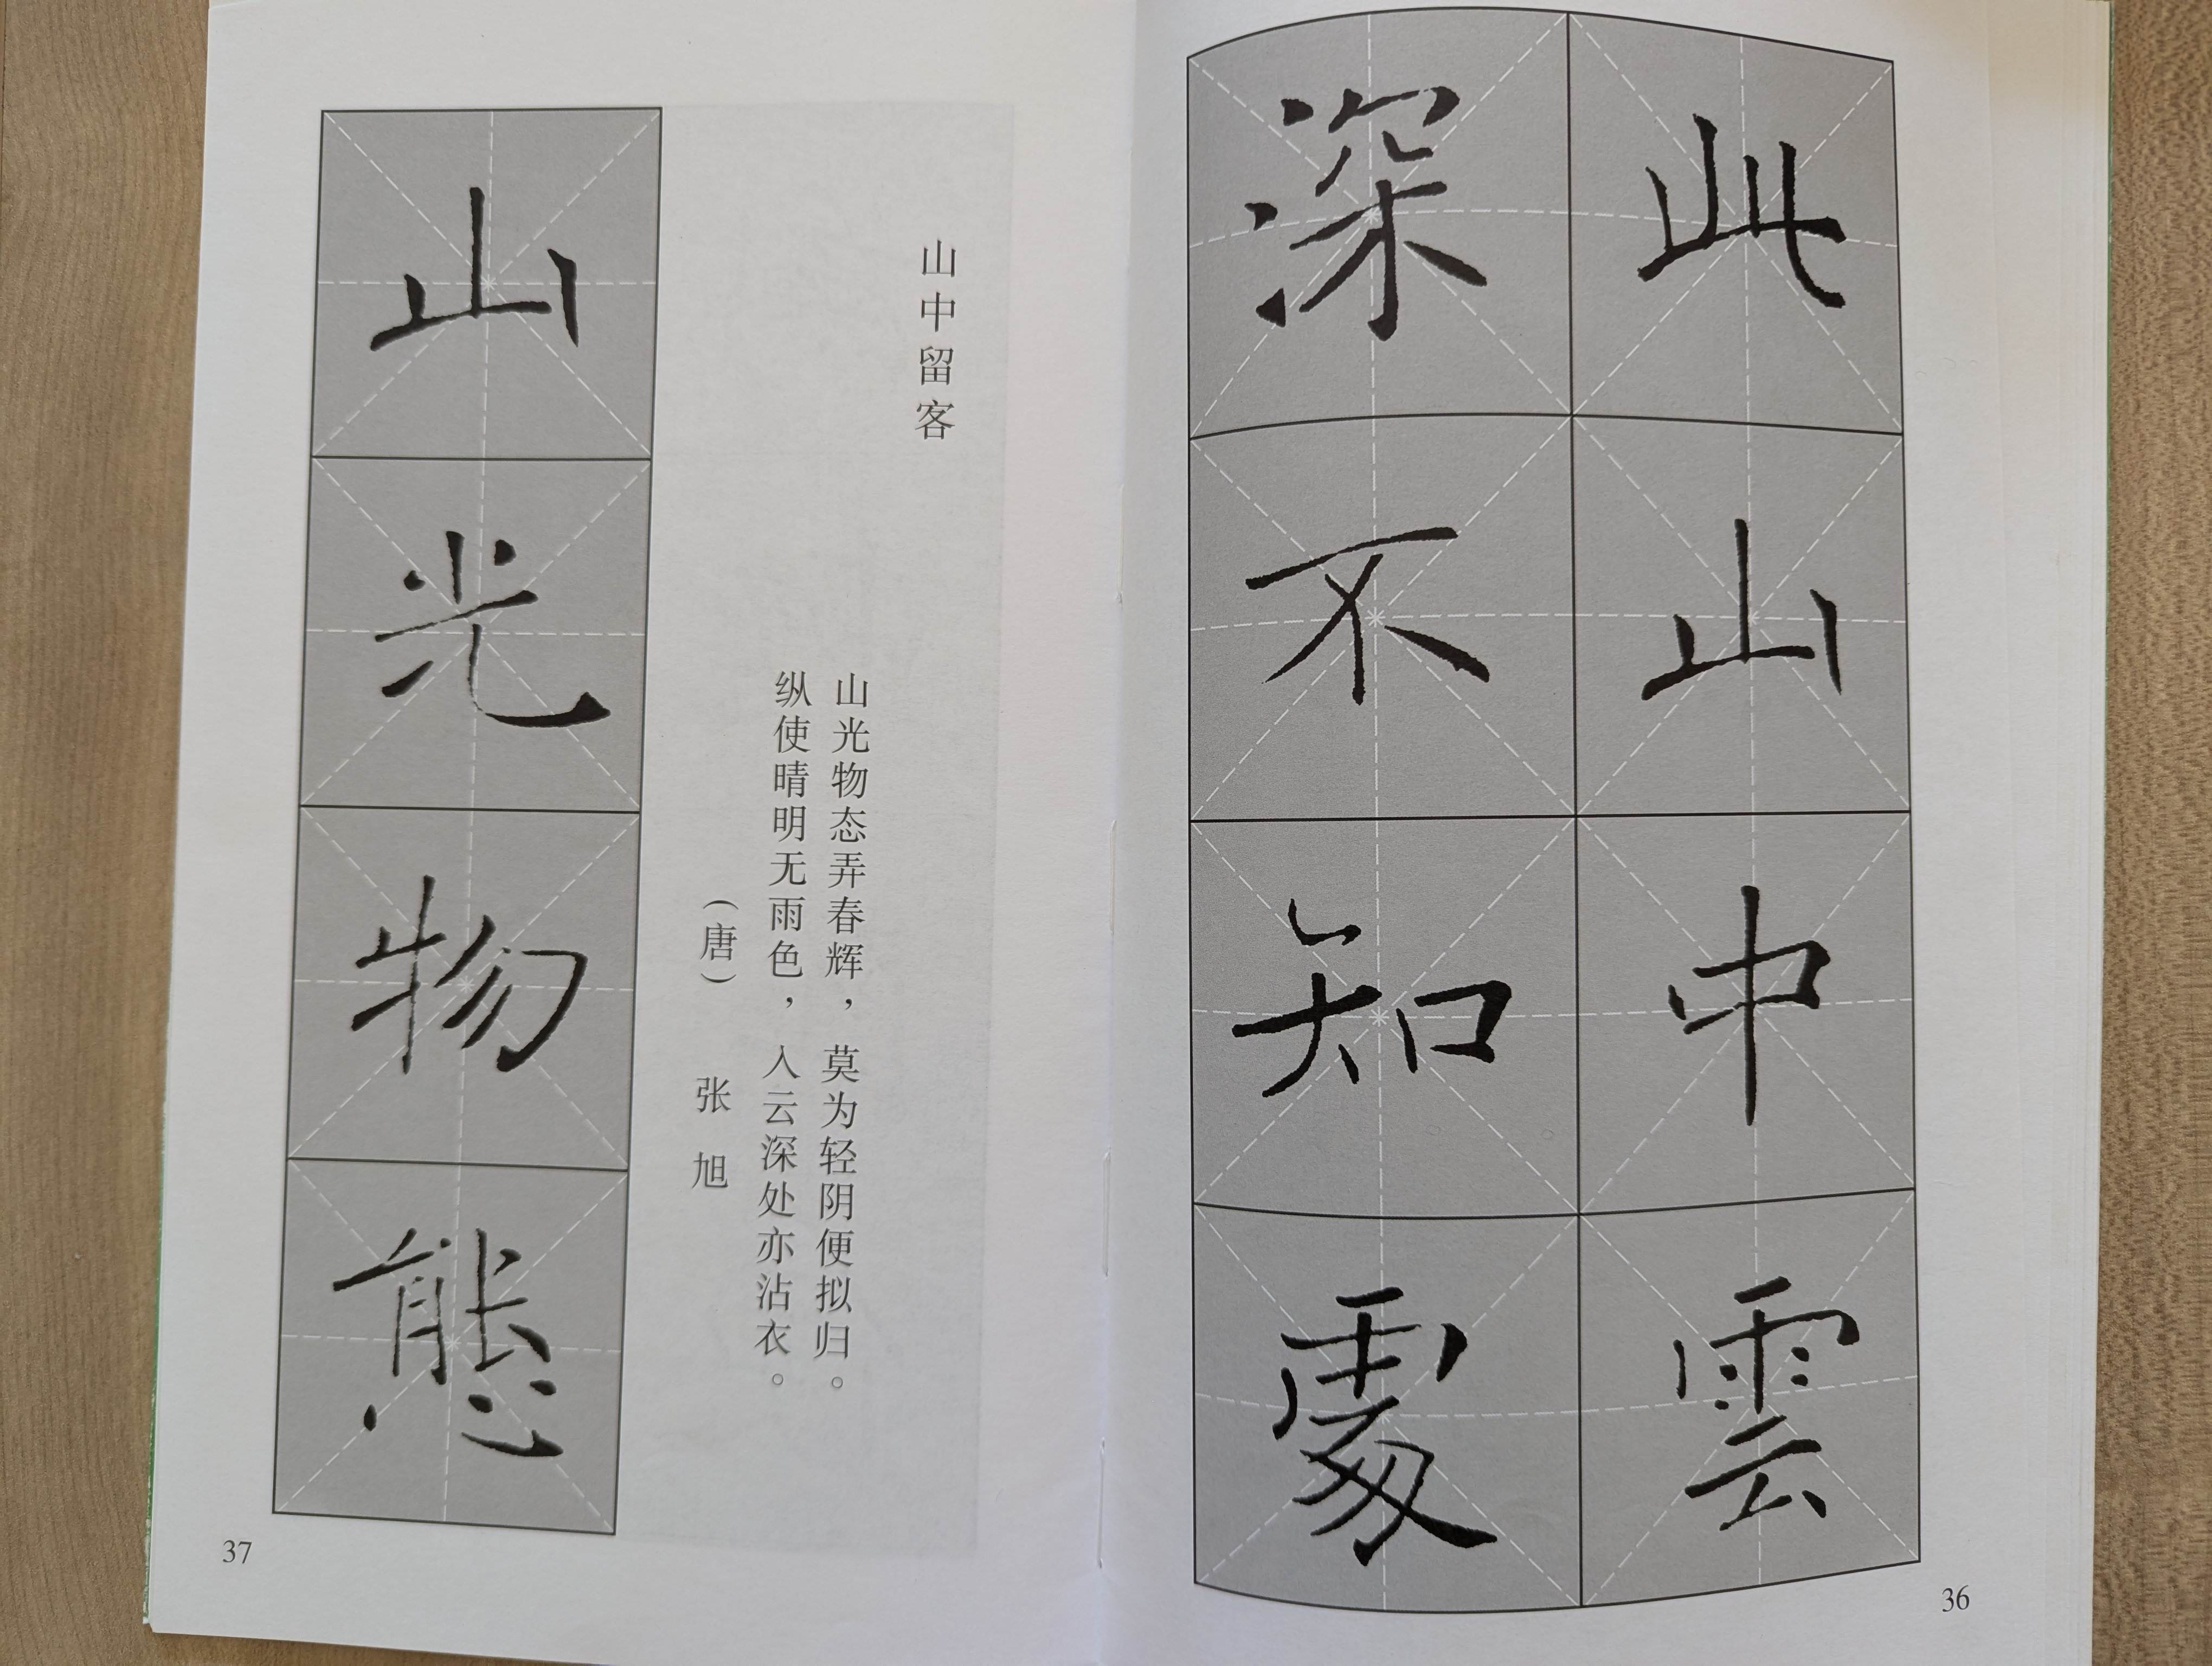 此山中雲
深不知處
36
山中留客
山光物态弄春辉，莫为轻阴便拟归。
纵使晴明无雨色，入云深处亦沾衣。
（唐） 张旭
山光物態
37